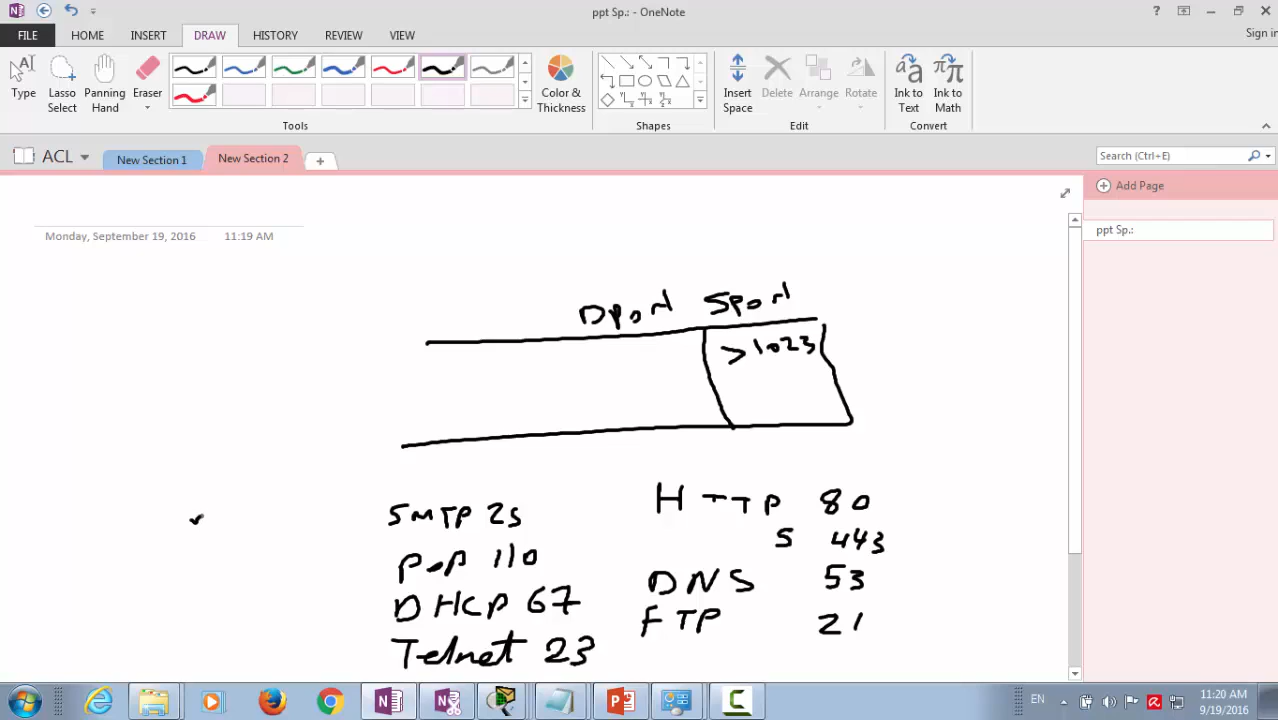 ppt Sp.: - OneNote
?
FILE HOME INSERT DRAW HISTORY REVIEW VIEW
Sign in
Type
Lasso Select
Panning Hand
Eraser
Color & Thickness
Insert Space
Delete
Arrange
Rotate
Ink to Text
Ink to Math
Tools
Shapes
Edit
Convert
ACL
New Section 1
New Section 2
Search (Ctrl+E)
Add Page
ppt Sp.:
Monday, September 19, 2016 11:19 AM
Dport Sport
>1023
SMTP 25
pop 110
DHCP 67
Telnet 23
HTTP 80
S 443
DNS 53
FTP 21
EN
11:20 AM
9/19/2016